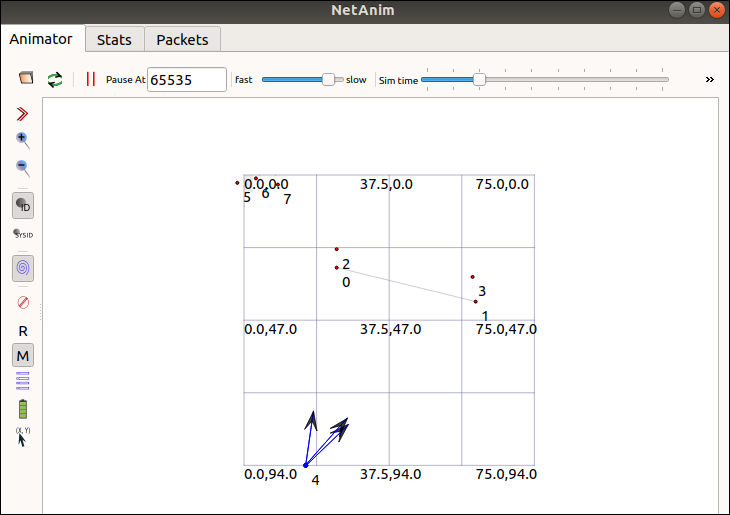 NetAnim
Animator Stats Packets
Pause At 65535 fast slow Sim time »
ID
SYSID
R
M
(X, Y)
0.0,0.0 37.5,0.0 75.0,0.0
5 6 7
2
0
3
1
0.0,47.0 37.5,47.0 75.0,47.0
0.0,94.0 37.5,94.0 75.0,94.0
4